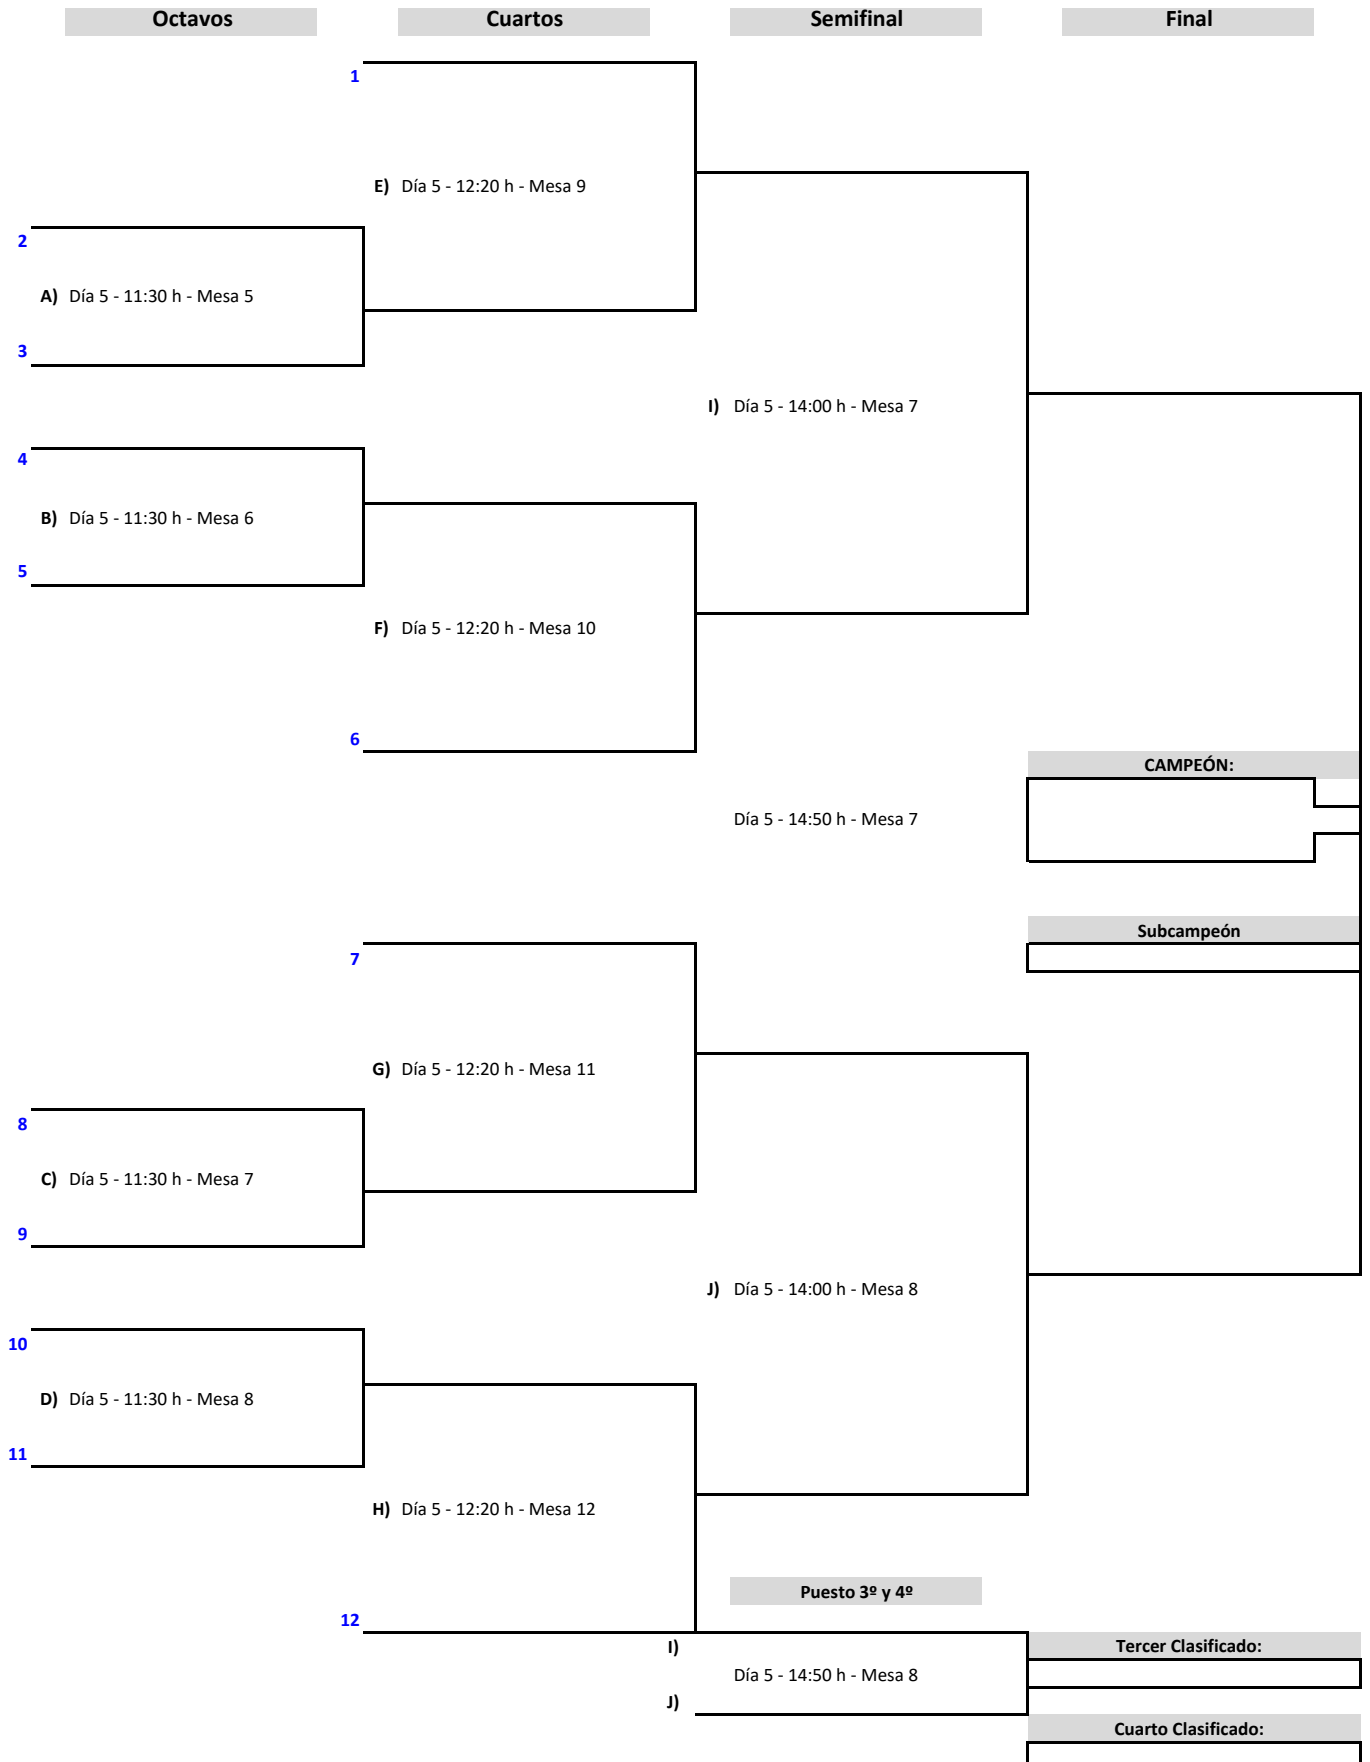 Octavos Cuartos Semifinal Final
1
E) Día 5 - 12:20 h - Mesa 9
2
A) Día 5 - 11:30 h - Mesa 5
3
I) Día 5 - 14:00 h - Mesa 7
4
B) Día 5 - 11:30 h - Mesa 6
5
F) Día 5 - 12:20 h - Mesa 10
6
CAMPEÓN:
Día 5 - 14:50 h - Mesa 7
Subcampeón
7
G) Día 5 - 12:20 h - Mesa 11
8
C) Día 5 - 11:30 h - Mesa 7
9
J) Día 5 - 14:00 h - Mesa 8
10
D) Día 5 - 11:30 h - Mesa 8
11
H) Día 5 - 12:20 h - Mesa 12
Puesto 3º y 4º
12
I) Tercer Clasificado:
Día 5 - 14:50 h - Mesa 8
J)
Cuarto Clasificado: